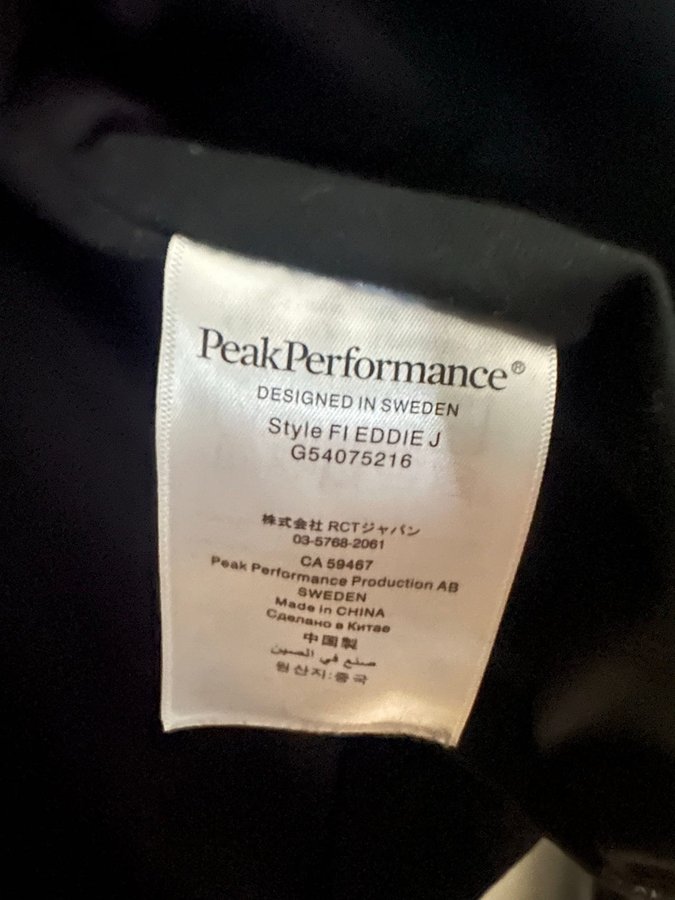 PeakPerformance®
DESIGNED IN SWEDEN
Style FI EDDIE J
G54075216
株式会社 RCTジャパン
03-5768-2061
CA 59467
Peak Performance Production AB
SWEDEN
Made in CHINA
Сделано в Китае
中国製
صنع في الصين
원산지:중국